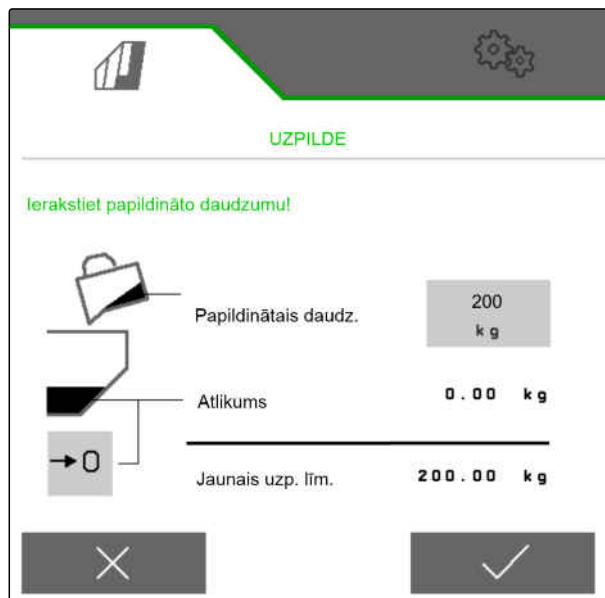 UZPILDE
Ierakstiet papildināto daudzumu!
Papildinātais daudz.
200
kg
Atlikums
0.00 kg
→0
Jaunais uzp. līm.
200.00 kg